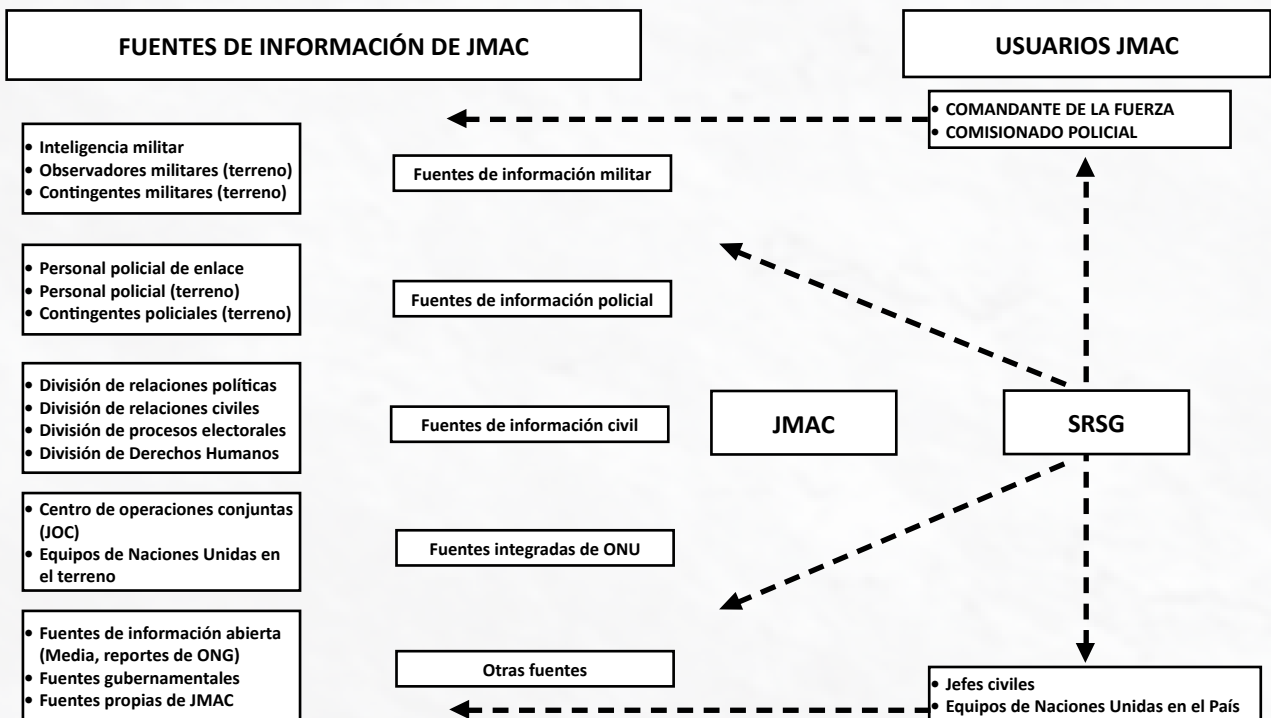 FUENTES DE INFORMACIÓN DE JMAC
USUARIOS JMAC
• COMANDANTE DE LA FUERZA
• COMISIONADO POLICIAL
• Inteligencia militar
• Observadores militares (terreno)
• Contingentes militares (terreno)
Fuentes de información militar
• Personal policial de enlace
• Personal policial (terreno)
• Contingentes policiales (terreno)
Fuentes de información policial
• División de relaciones políticas
• División de relaciones civiles
• División de procesos electorales
• División de Derechos Humanos
Fuentes de información civil
JMAC
SRSG
• Centro de operaciones conjuntas
(JOC)
• Equipos de Naciones Unidas en
el terreno
Fuentes integradas de ONU
• Fuentes de información abierta
(Media, reportes de ONG)
• Fuentes gubernamentales
• Fuentes propias de JMAC
Otras fuentes
• Jefes civiles
• Equipos de Naciones Unidas en el País